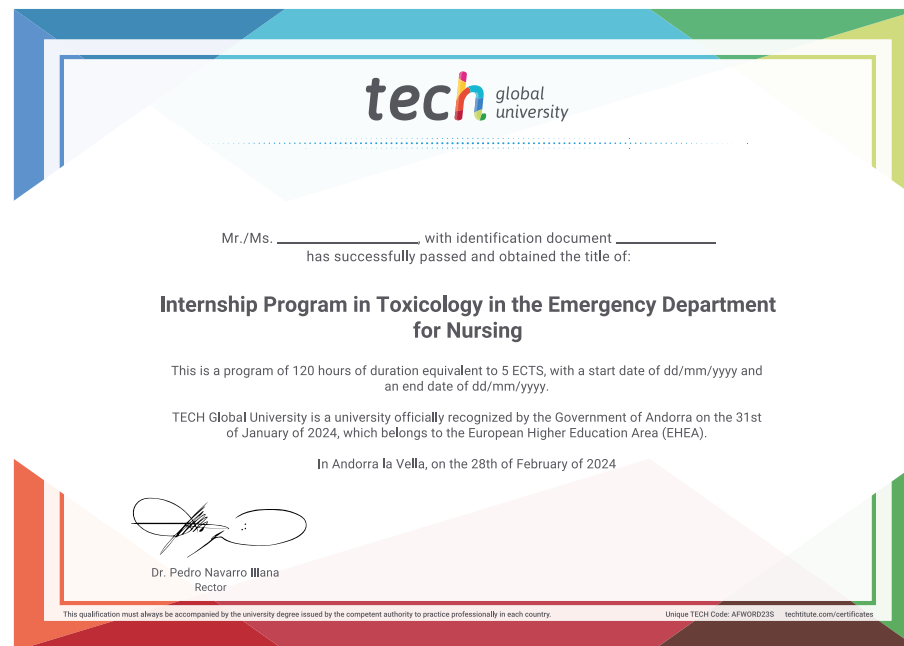 tech global
university
Mr./Ms. ____________________, with identification document ______________
has successfully passed and obtained the title of:
Internship Program in Toxicology in the Emergency Department
for Nursing
This is a program of 120 hours of duration equivalent to 5 ECTS, with a start date of dd/mm/yyyy and
an end date of dd/mm/yyyy.
TECH Global University is a university officially recognized by the Government of Andorra on the 31st
of January of 2024, which belongs to the European Higher Education Area (EHEA).
In Andorra la Vella, on the 28th of February of 2024
Dr. Pedro Navarro Illana
Rector
This qualification must always be accompanied by the university degree issued by the competent authority to practice professionally in each country. Unique TECH Code: AFWORD23S techtitute.com/certificates